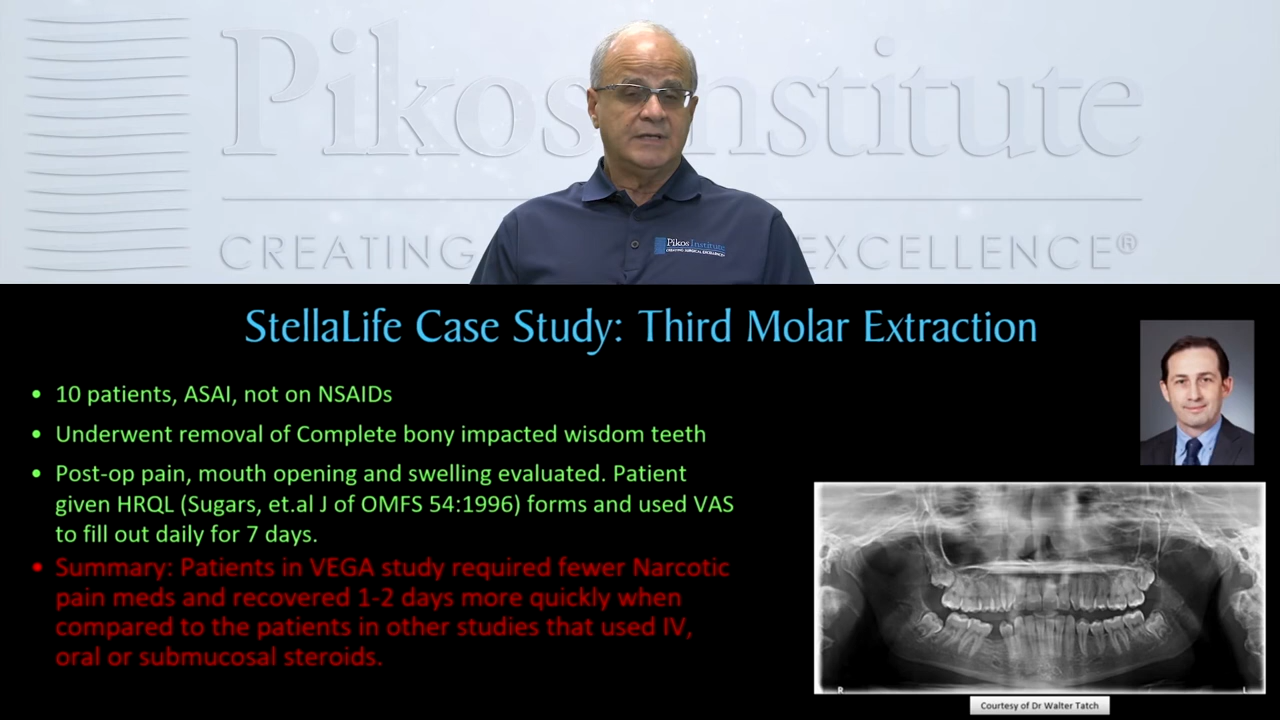 Pikos Institute
CREATING EXCELLENCE®
Pikos Institute
CREATING SURGICAL EXCELLENCE
StellaLife Case Study: Third Molar Extraction
• 10 patients, ASAI, not on NSAIDs
• Underwent removal of Complete bony impacted wisdom teeth
• Post-op pain, mouth opening and swelling evaluated. Patient
given HRQL (Sugars, et.al J of OMFS 54:1996) forms and used VAS
to fill out daily for 7 days.
• Summary: Patients in VEGA study required fewer Narcotic
pain meds and recovered 1-2 days more quickly when
compared to the patients in other studies that used IV,
oral or submucosal steroids.
R
L
Courtesy of Dr Walter Tatch